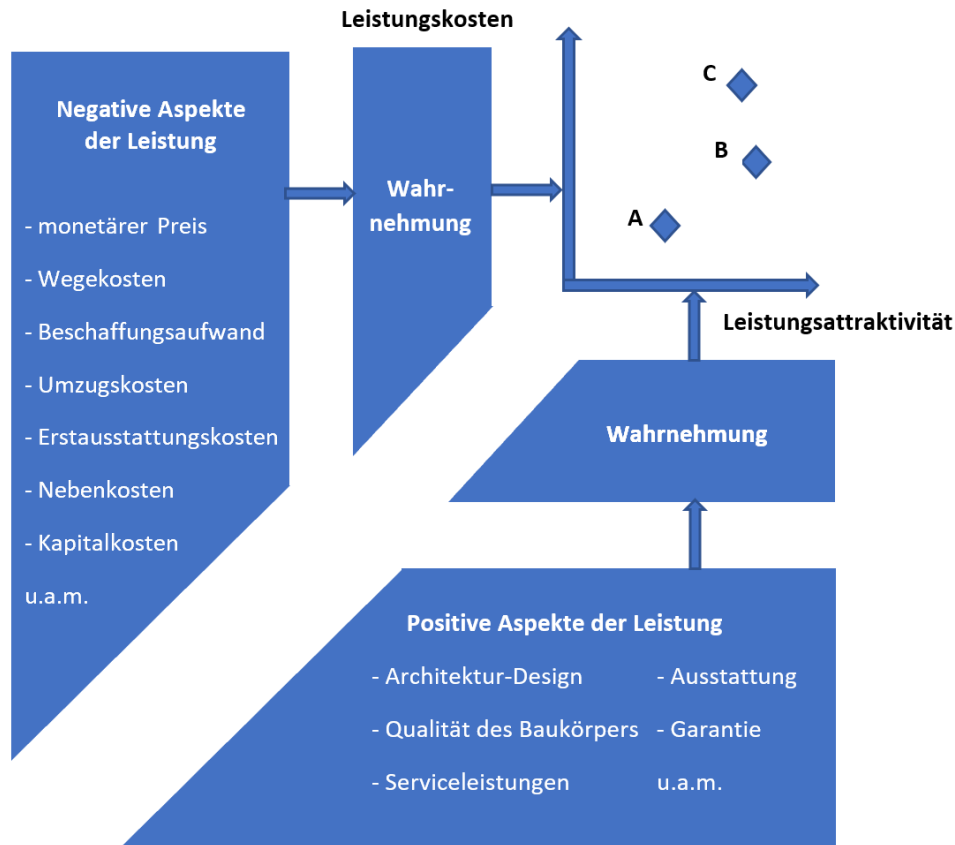 Leistungskosten
Negative Aspekte
der Leistung
- monetärer Preis
- Wegekosten
- Beschaffungsaufwand
- Umzugskosten
- Erstausstattungskosten
- Nebenkosten
- Kapitalkosten
u.a.m.
Wahr-
nehmung
C
B
A
Leistungsattraktivität
Wahrnehmung
Positive Aspekte der Leistung
- Architektur-Design
- Qualität des Baukörpers
- Serviceleistungen
- Ausstattung
- Garantie
u.a.m.